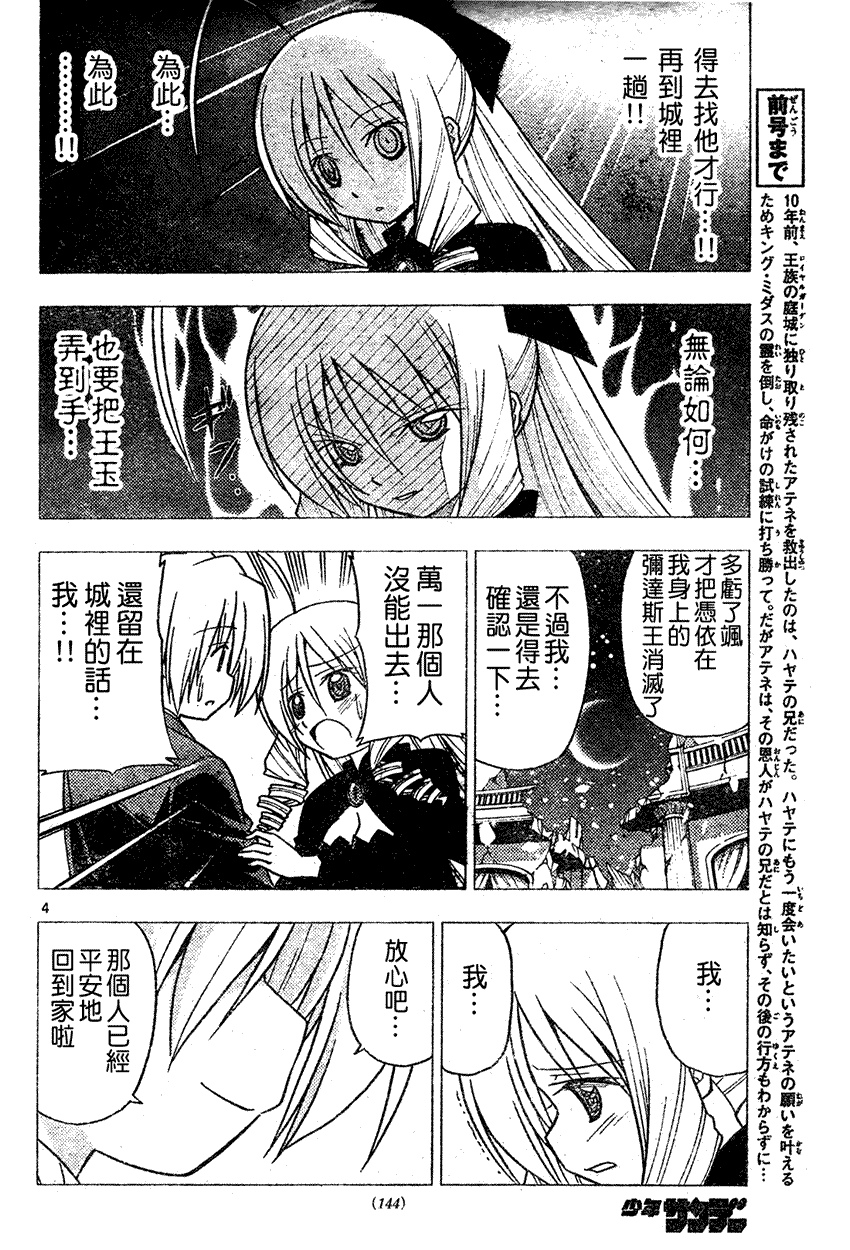 前号まで
10年前、王族の庭城に独り取り残されたアテネを救出したのは、ハヤテの兄だった。ハヤテにもう一度会いたいというアテネの願いを叶える
ためキング・ミダスの霊を倒し、命がけの試練に打ち勝って。だがアテネは、その恩人がハヤテの兄だとは知らず、その後の行方もわからずに…
得去找他才行…!!
再到城裡
一趟!!
為此…
為此
………!!
無論如何…
ギン
也要把王玉
弄到手…
多虧了颯
才把憑依在
我身上的
彌達斯王消滅了
不過我…
還是得去
確認一下…
萬一那個人
沒能出去…
還留在
城裡的話…
我…!!
4
我…
我…
放心吧…
那個人已經
平安地
回到家啦
(144)
少年サンデー